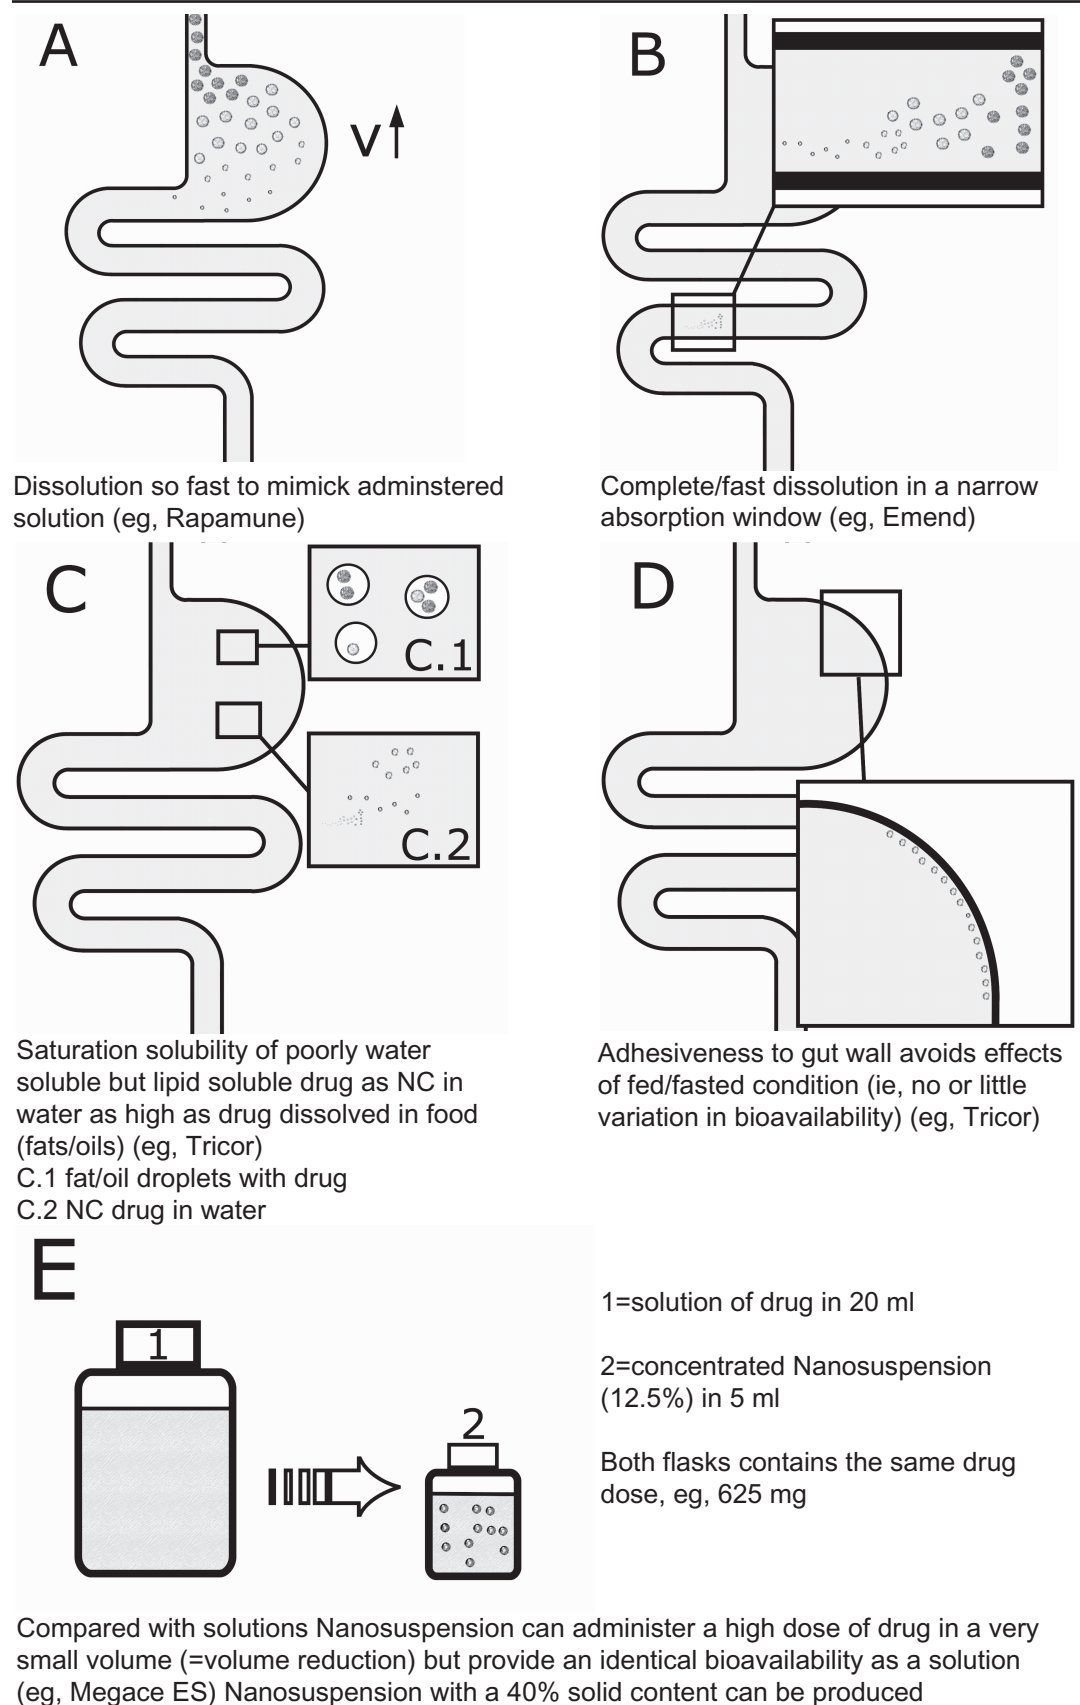 A
V
B
Dissolution so fast to mimick adminstered
solution (eg, Rapamune)
Complete/fast dissolution in a narrow
absorption window (eg, Emend)
C
C.1
C.2
D
Saturation solubility of poorly water
soluble but lipid soluble drug as NC in
water as high as drug dissolved in food
(fats/oils) (eg, Tricor)
C.1 fat/oil droplets with drug
C.2 NC drug in water
Adhesiveness to gut wall avoids effects
of fed/fasted condition (ie, no or little
variation in bioavailability) (eg, Tricor)
E
1
2
1=solution of drug in 20 ml
2=concentrated Nanosuspension
(12.5%) in 5 ml
Both flasks contains the same drug
dose, eg, 625 mg
Compared with solutions Nanosuspension can administer a high dose of drug in a very
small volume (=volume reduction) but provide an identical bioavailability as a solution
(eg, Megace ES) Nanosuspension with a 40% solid content can be produced